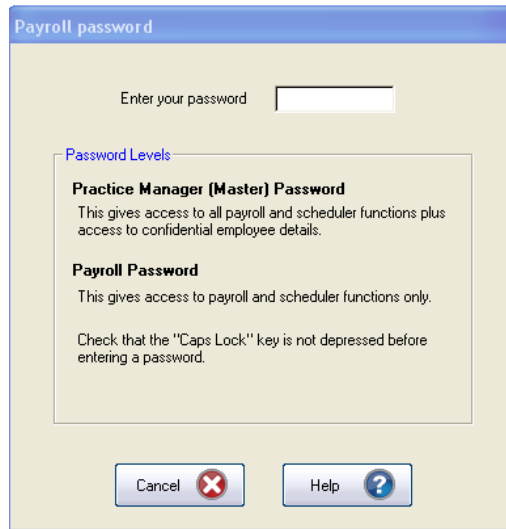 Payroll password
Enter your password
Password Levels
Practice Manager (Master) Password
This gives access to all payroll and scheduler functions plus
access to confidential employee details.
Payroll Password
This gives access to payroll and scheduler functions only.
Check that the "Caps Lock" key is not depressed before
entering a password.
Cancel
Help